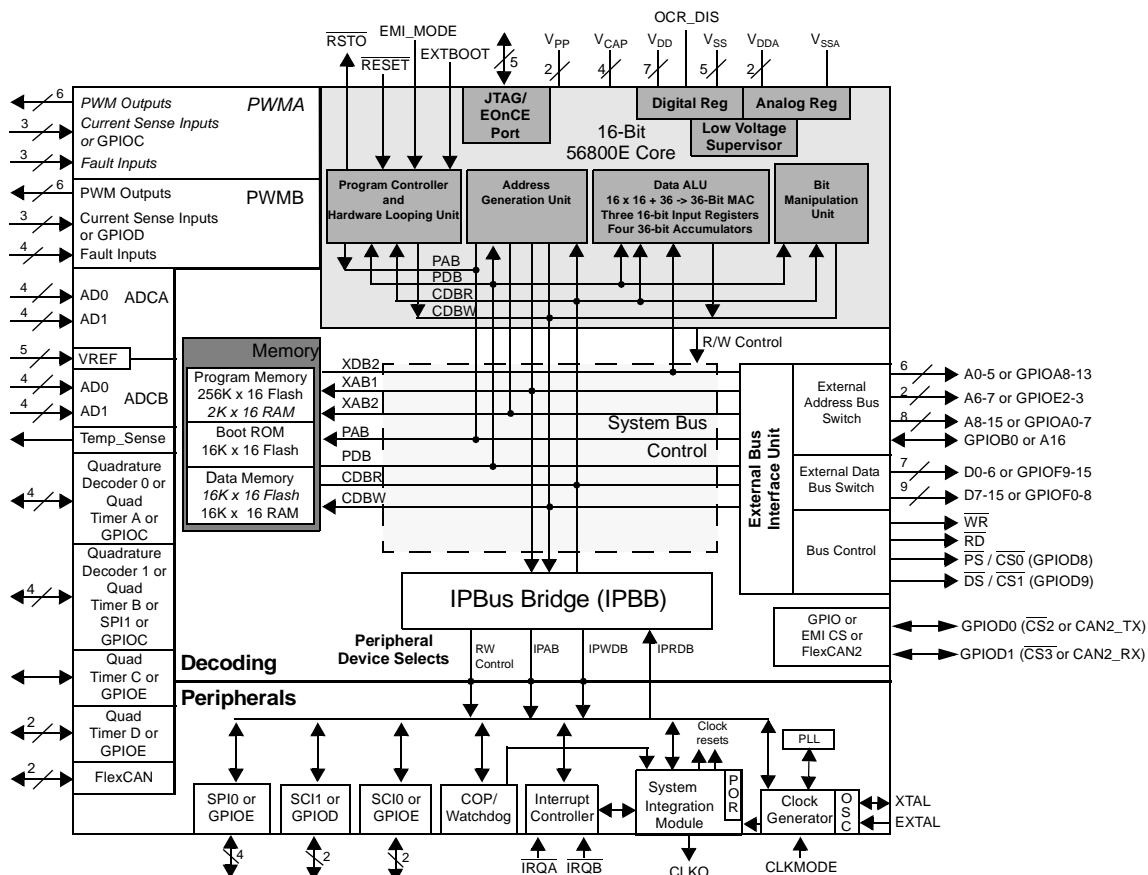 OCR_DIS
RSTO
EMI_MODE
RESET
EXTBOOT
5
VPP
2
VCAP
4
VDD
7
VSS
5
VDDA
2
VSSA
6
PWM Outputs
PWMA
3
Current Sense Inputs
or GPIOC
3
Fault Inputs
6
PWM Outputs
PWMB
3
Current Sense Inputs
or GPIOD
4
Fault Inputs
JTAG/
EOnCE
Port
Digital Reg
Analog Reg
Low Voltage
Supervisor
16-Bit
56800E Core
Program Controller
and
Hardware Looping Unit
Address
Generation Unit
Data ALU
16 x 16 + 36 -> 36-Bit MAC
Three 16-bit Input Registers
Four 36-bit Accumulators
Bit
Manipulation
Unit
PAB
PDB
CDBR
CDBW
4
AD0
ADCA
4
AD1
5
VREF
4
AD0
ADCB
4
AD1
Temp_Sense
4
Quadrature
Decoder 0 or
Quad
Timer A or
GPIOC
4
Quadrature
Decoder 1 or
Quad
Timer B or
SPI1 or
GPIOC
Quad
Timer C or
GPIOE
2
Quad
Timer D or
GPIOE
2
FlexCAN
Memory
Program Memory
256K x 16 Flash
2K x 16 RAM
Boot ROM
16K x 16 Flash
Data Memory
16K x 16 Flash
16K x 16 RAM
XDB2
XAB1
XAB2
PAB
PDB
CDBR
CDBW
R/W Control
System Bus
Control
External Bus
Interface Unit
External
Address Bus
Switch
External Data
Bus Switch
Bus Control
6
A0-5 or GPIOA8-13
2
A6-7 or GPIOE2-3
8
A8-15 or GPIOA0-7
GPIOB0 or A16
7
D0-6 or GPIOF9-15
9
D7-15 or GPIOF0-8
WR
RD
PS / CS0 (GPIOD8)
DS / CS1 (GPIOD9)
GPIO or
EMI CS or
FlexCAN2
GPIOD0 (CS2 or CAN2_TX)
GPIOD1 (CS3 or CAN2_RX)
IPBus Bridge (IPBB)
Peripheral
Device Selects
RW
Control
IPAB
IPWDB
IPRDB
Decoding
Peripherals
Clock
resets
PLL
SPI0 or
GPIOE
SCI1 or
GPIOD
SCI0 or
GPIOE
COP/
Watchdog
Interrupt
Controller
System
Integration
Module
POR
Clock
Generator
OSC
XTAL
EXTAL
4
2
2
IRQA
IRQB
CLKO
CLKMODE